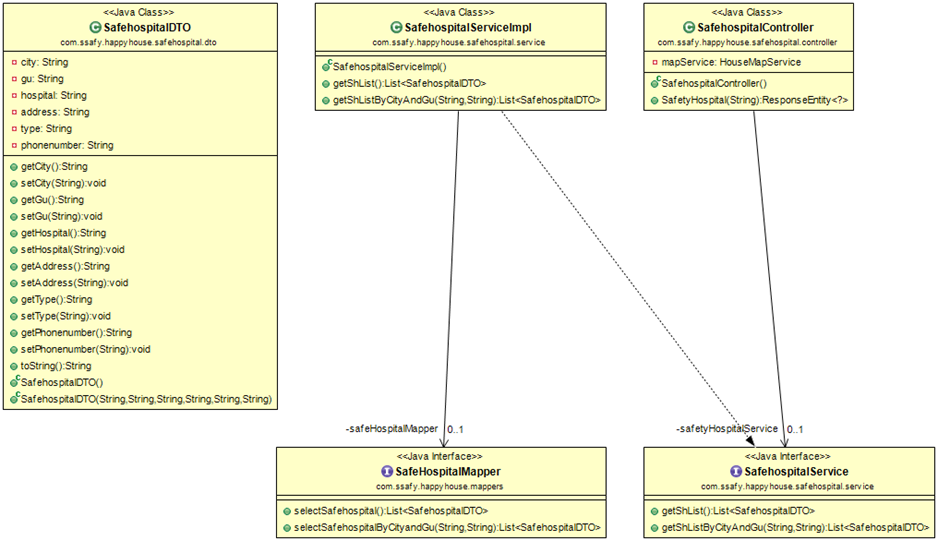 <<Java Class>>
SafehospitalDTO
com.ssafy.happyhouse.safehospital.dto
city: String
gu: String
hospital: String
address: String
type: String
phonenumber: String
getCity():String
setCity(String):void
getGu():String
setGu(String):void
getHospital():String
setHospital(String):void
getAddress():String
setAddress(String):void
getType():String
setType(String):void
getPhonenumber():String
setPhonenumber(String):void
toString():String
SafehospitalDTO()
SafehospitalDTO(String,String,String,String,String,String)
<<Java Class>>
SafehospitalServiceImpl
com.ssafy.happyhouse.safehospital.service
SafehospitalServiceImpl()
getShList():List<SafehospitalDTO>
getShListByCityAndGu(String,String):List<SafehospitalDTO>
<<Java Class>>
SafehospitalController
com.ssafy.happyhouse.safehospital.controller
mapService: HouseMapService
SafehospitalController()
SafetyHospital(String):ResponseEntity<?>
-safeHospitalMapper 0..1
-safetyHospitalService 0..1
<<Java Interface>>
SafeHospitalMapper
com.ssafy.happyhouse.mappers
selectSafehospital():List<SafehospitalDTO>
selectSafehospitalByCityandGu(String,String):List<SafehospitalDTO>
<<Java Interface>>
SafehospitalService
com.ssafy.happyhouse.safehospital.service
getShList():List<SafehospitalDTO>
getShListByCityAndGu(String,String):List<SafehospitalDTO>